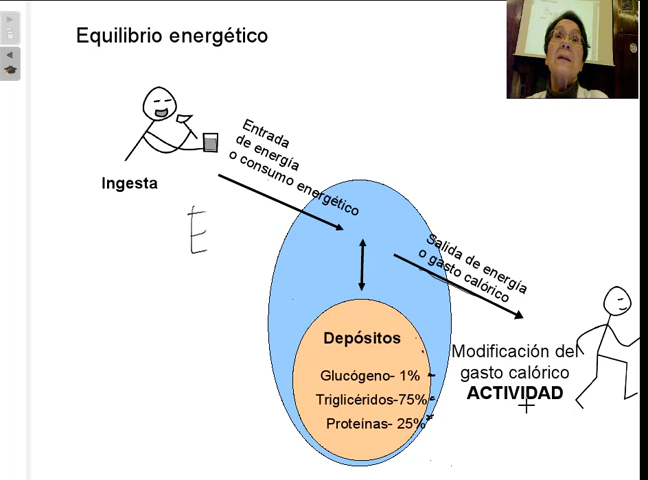 Equilibrio energético
Entrada
de energía
o consumo energético
Ingesta
E
Salida de energía
o gasto calórico
Depósitos
Glucógeno- 1%
Triglicéridos-75%
Proteínas- 25%
Modificación del
gasto calórico
ACTIVIDAD